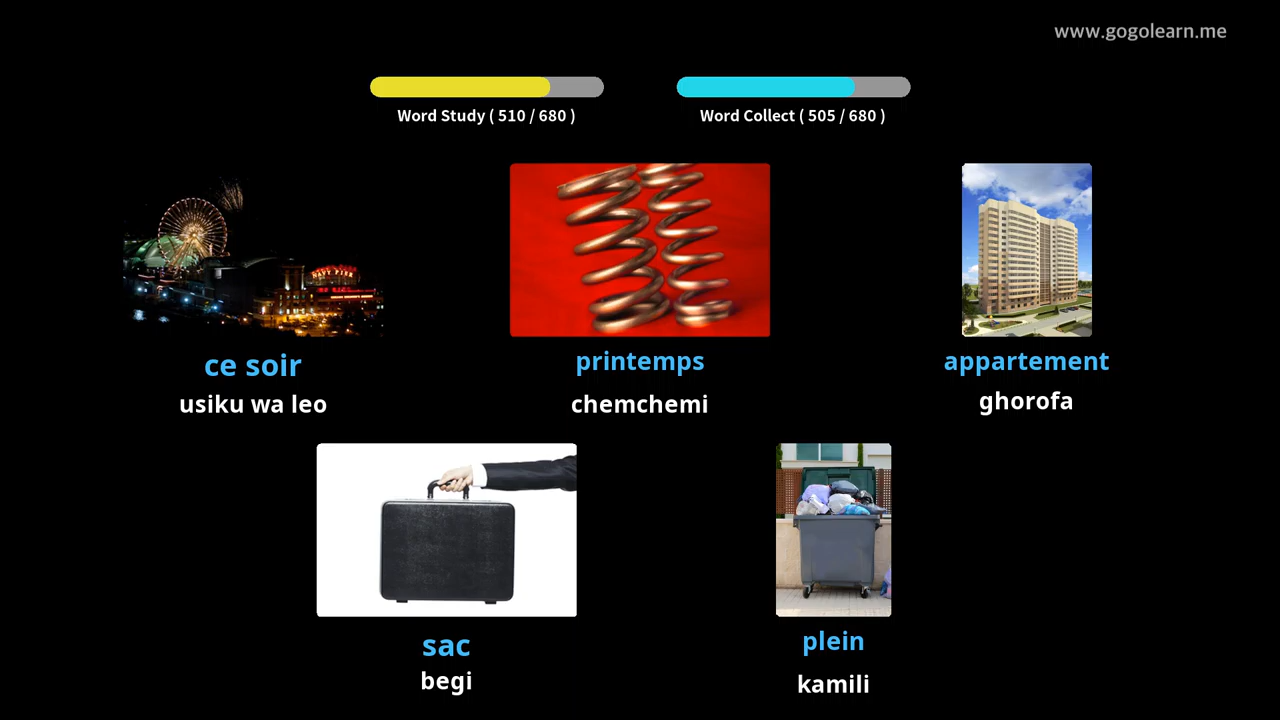 www.gogolearn.me
Word Study ( 510 / 680 )
Word Collect ( 505 / 680 )
ce soir
usiku wa leo
printemps
chemchemi
appartement
ghorofa
sac
begi
plein
kamili